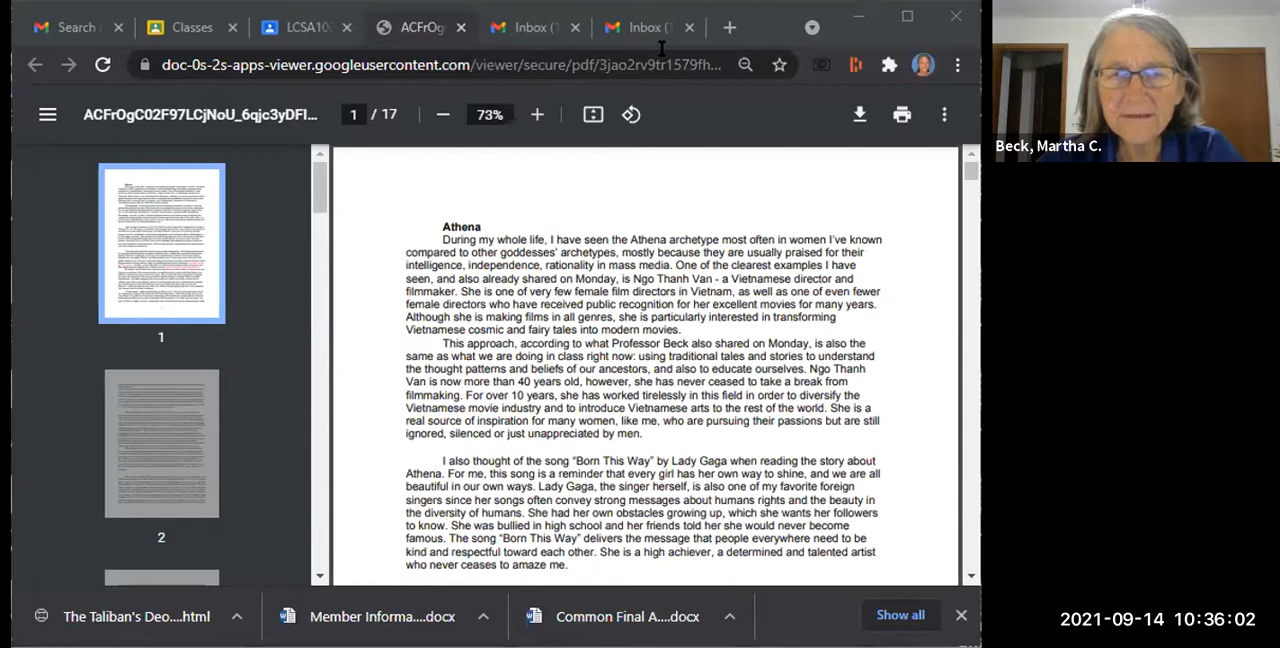 Search
Classes
LCSA10
ACFrOg
Inbox (
Inbox (
doc-0s-2s-apps-viewer.googleusercontent.com/viewer/secure/pdf/3jao2rv9tr1579fh...
ACFrOgC02F97LCjNoU_6qjc3yDFI...
1 / 17
73%
Beck, Martha C.
Athena
During my whole life, I have seen the Athena archetype most often in women I've known
compared to other goddesses' archetypes, mostly because they are usually praised for their
intelligence, independence, rationality in mass media. One of the clearest examples I have
seen, and also already shared on Monday, is Ngo Thanh Van - a Vietnamese director and
filmmaker. She is one of very few female film directors in Vietnam, as well as one of even fewer
female directors who have received public recognition for her excellent movies for many years.
Although she is making films in all genres, she is particularly interested in transforming
Vietnamese cosmic and fairy tales into modern movies.
This approach, according to what Professor Beck also shared on Monday, is also the
same as what we are doing in class right now: using traditional tales and stories to understand
the thought patterns and beliefs of our ancestors, and also to educate ourselves. Ngo Thanh
Van is now more than 40 years old, however, she has never ceased to take a break from
filmmaking. For over 10 years, she has worked tirelessly in this field in order to diversify the
Vietnamese movie industry and to introduce Vietnamese arts to the rest of the world. She is a
real source of inspiration for many women, like me, who are pursuing their passions but are still
ignored, silenced or just unappreciated by men.
I also thought of the song "Born This Way" by Lady Gaga when reading the story about
Athena. For me, this song is a reminder that every girl has her own way to shine, and we are all
beautiful in our own ways. Lady Gaga, the singer herself, is also one of my favorite foreign
singers since her songs often convey strong messages about humans rights and the beauty in
the diversity of humans. She had her own obstacles growing up, which she wants her followers
to know. She was bullied in high school and her friends told her she would never become
famous. The song "Born This Way" delivers the message that people everywhere need to be
kind and respectful toward each other. She is a high achiever, a determined and talented artist
who never ceases to amaze me.
1
2
The Taliban's Deo....html
Member Informa....docx
Common Final A....docx
Show all
2021-09-14 10:36:02